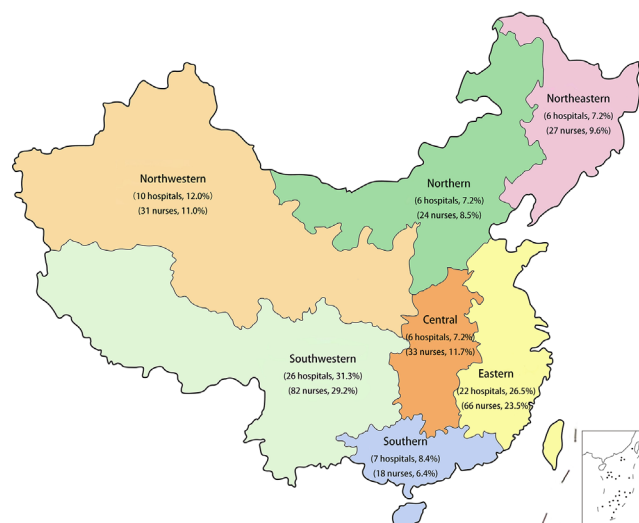 Northeastern
(6 hospitals, 7.2%)
(27 nurses, 9.6%)
Northwestern
(10 hospitals, 12.0%)
(31 nurses, 11.0%)
Northern
(6 hospitals, 7.2%)
(24 nurses, 8.5%)
Central
(6 hospitals, 7.2%)
(33 nurses, 11.7%)
Southwestern
(26 hospitals, 31.3%)
(82 nurses, 29.2%)
Eastern
(22 hospitals, 26.5%)
(66 nurses, 23.5%)
Southern
(7 hospitals, 8.4%)
(18 nurses, 6.4%)